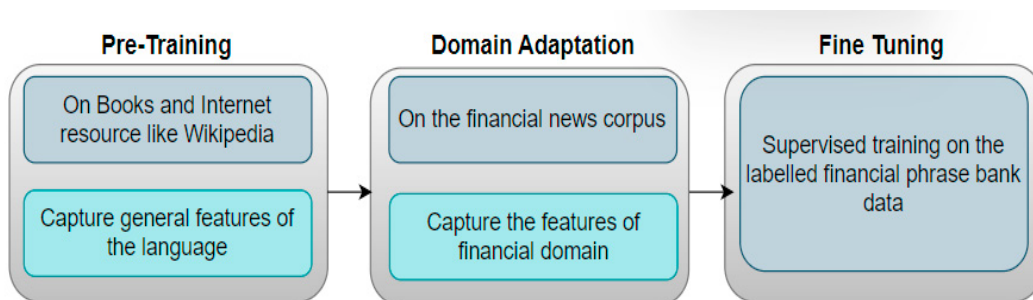 Pre-Training
On Books and Internet
resource like Wikipedia
Capture general features of
the language
Domain Adaptation
On the financial news corpus
Capture the features of
financial domain
Fine Tuning
Supervised training on the
labelled financial phrase bank
data